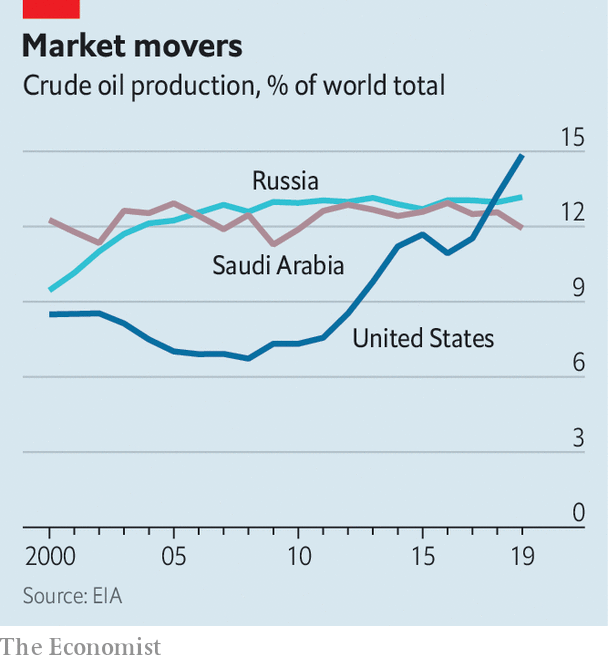 Market movers
Crude oil production, % of world total
15
Russia
12
Saudi Arabia
9
United States
6
3
0
2000 05 10 15 19
Source: EIA
The Economist